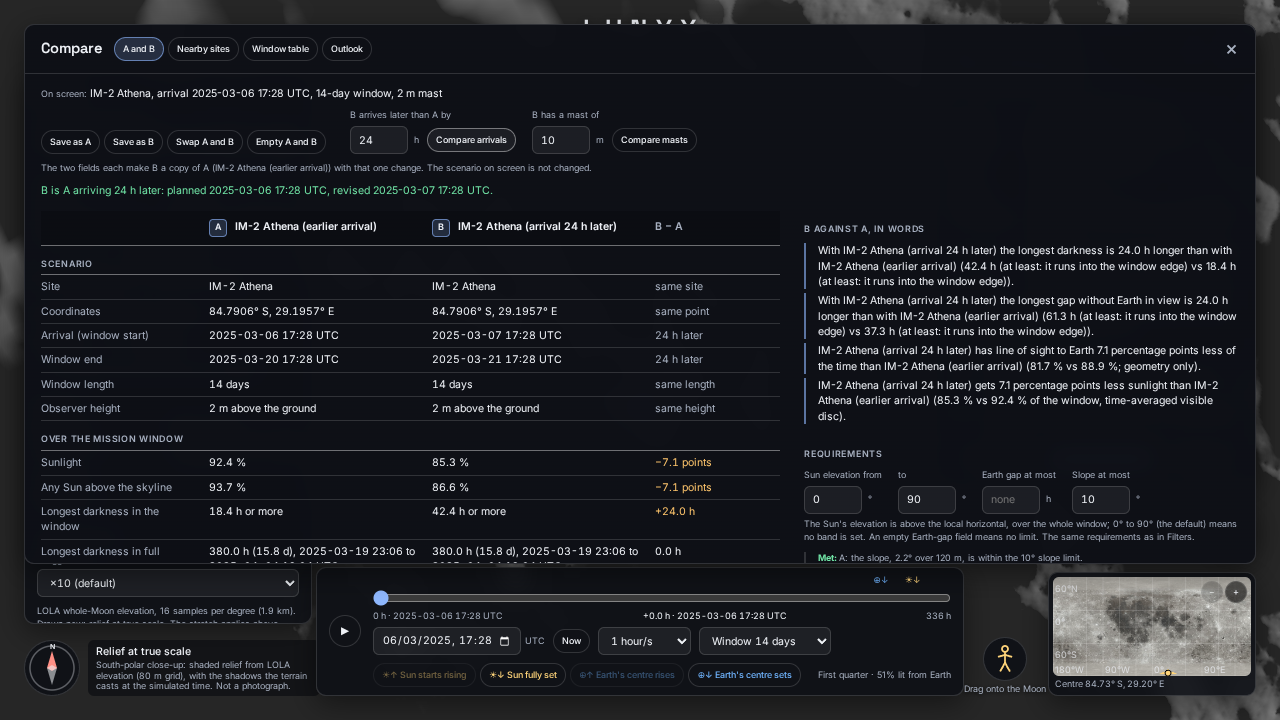 Compare A and B Nearby sites Window table Outlook ×
On screen: IM-2 Athena, arrival 2025-03-06 17:28 UTC, 14-day window, 2 m mast
B arrives later than A by B has a mast of
Save as A Save as B Swap A and B Empty A and B 24 h Compare arrivals 10 m Compare masts
The two fields each make B a copy of A (IM-2 Athena (earlier arrival)) with that one change. The scenario on screen is not changed.
B is A arriving 24 h later: planned 2025-03-06 17:28 UTC, revised 2025-03-07 17:28 UTC.
A IM-2 Athena (earlier arrival) B IM-2 Athena (arrival 24 h later) B − A
SCENARIO
Site IM-2 Athena IM-2 Athena same site
Coordinates 84.7906° S, 29.1957° E 84.7906° S, 29.1957° E same point
Arrival (window start) 2025-03-06 17:28 UTC 2025-03-07 17:28 UTC 24 h later
Window end 2025-03-20 17:28 UTC 2025-03-21 17:28 UTC 24 h later
Window length 14 days 14 days same length
Observer height 2 m above the ground 2 m above the ground same height
OVER THE MISSION WINDOW
Sunlight 92.4 % 85.3 % −7.1 points
Any Sun above the skyline 93.7 % 86.6 % −7.1 points
Longest darkness in the 18.4 h or more 42.4 h or more +24.0 h
window
Longest darkness in full 380.0 h (15.8 d), 2025-03-19 23:06 to 380.0 h (15.8 d), 2025-03-19 23:06 to 0.0 h
B AGAINST A, IN WORDS
With IM-2 Athena (arrival 24 h later) the longest darkness is 24.0 h longer than with
IM-2 Athena (earlier arrival) (42.4 h (at least: it runs into the window edge) vs 18.4 h
(at least: it runs into the window edge)).
With IM-2 Athena (arrival 24 h later) the longest gap without Earth in view is 24.0 h
longer than with IM-2 Athena (earlier arrival) (61.3 h (at least: it runs into the window
edge) vs 37.3 h (at least: it runs into the window edge)).
IM-2 Athena (arrival 24 h later) has line of sight to Earth 7.1 percentage points less of
the time than IM-2 Athena (earlier arrival) (81.7 % vs 88.9 %; geometry only).
IM-2 Athena (arrival 24 h later) gets 7.1 percentage points less sunlight than IM-2
Athena (earlier arrival) (85.3 % vs 92.4 % of the window, time-averaged visible
disc).
REQUIREMENTS
Sun elevation from to Earth gap at most Slope at most
0 ° 90 ° none h 10 °
The Sun's elevation is above the local horizontal, over the whole window; 0° to 90° (the default) means
no band is set. An empty Earth-gap field means no limit. The same requirements as in Filters.
Met: the slope, 2.2° over 120 m, is within the 10° slope limit.
×10 (default)
LOLA whole-Moon elevation, 16 samples per degree (1.9 km).
N
Relief at true scale
South-polar close-up: shaded relief from LOLA
elevation (80 m grid), with the shadows the terrain
casts at the simulated time. Not a photograph.
⊕↓ ☀↓
0 h · 2025-03-06 17:28 UTC +0.0 h · 2025-03-06 17:28 UTC 336 h
▶ 06/03/2025, 17:28 UTC Now 1 hour/s Window 14 days
☀↑ Sun starts rising ☀↓ Sun fully set ⊕↑ Earth's centre rises ⊕↓ Earth's centre sets First quarter · 51% lit from Earth
Drag onto the Moon
60°N − +
0°
60°S
180°W 90°W 0° 90°E
Centre 84.73° S, 29.20° E